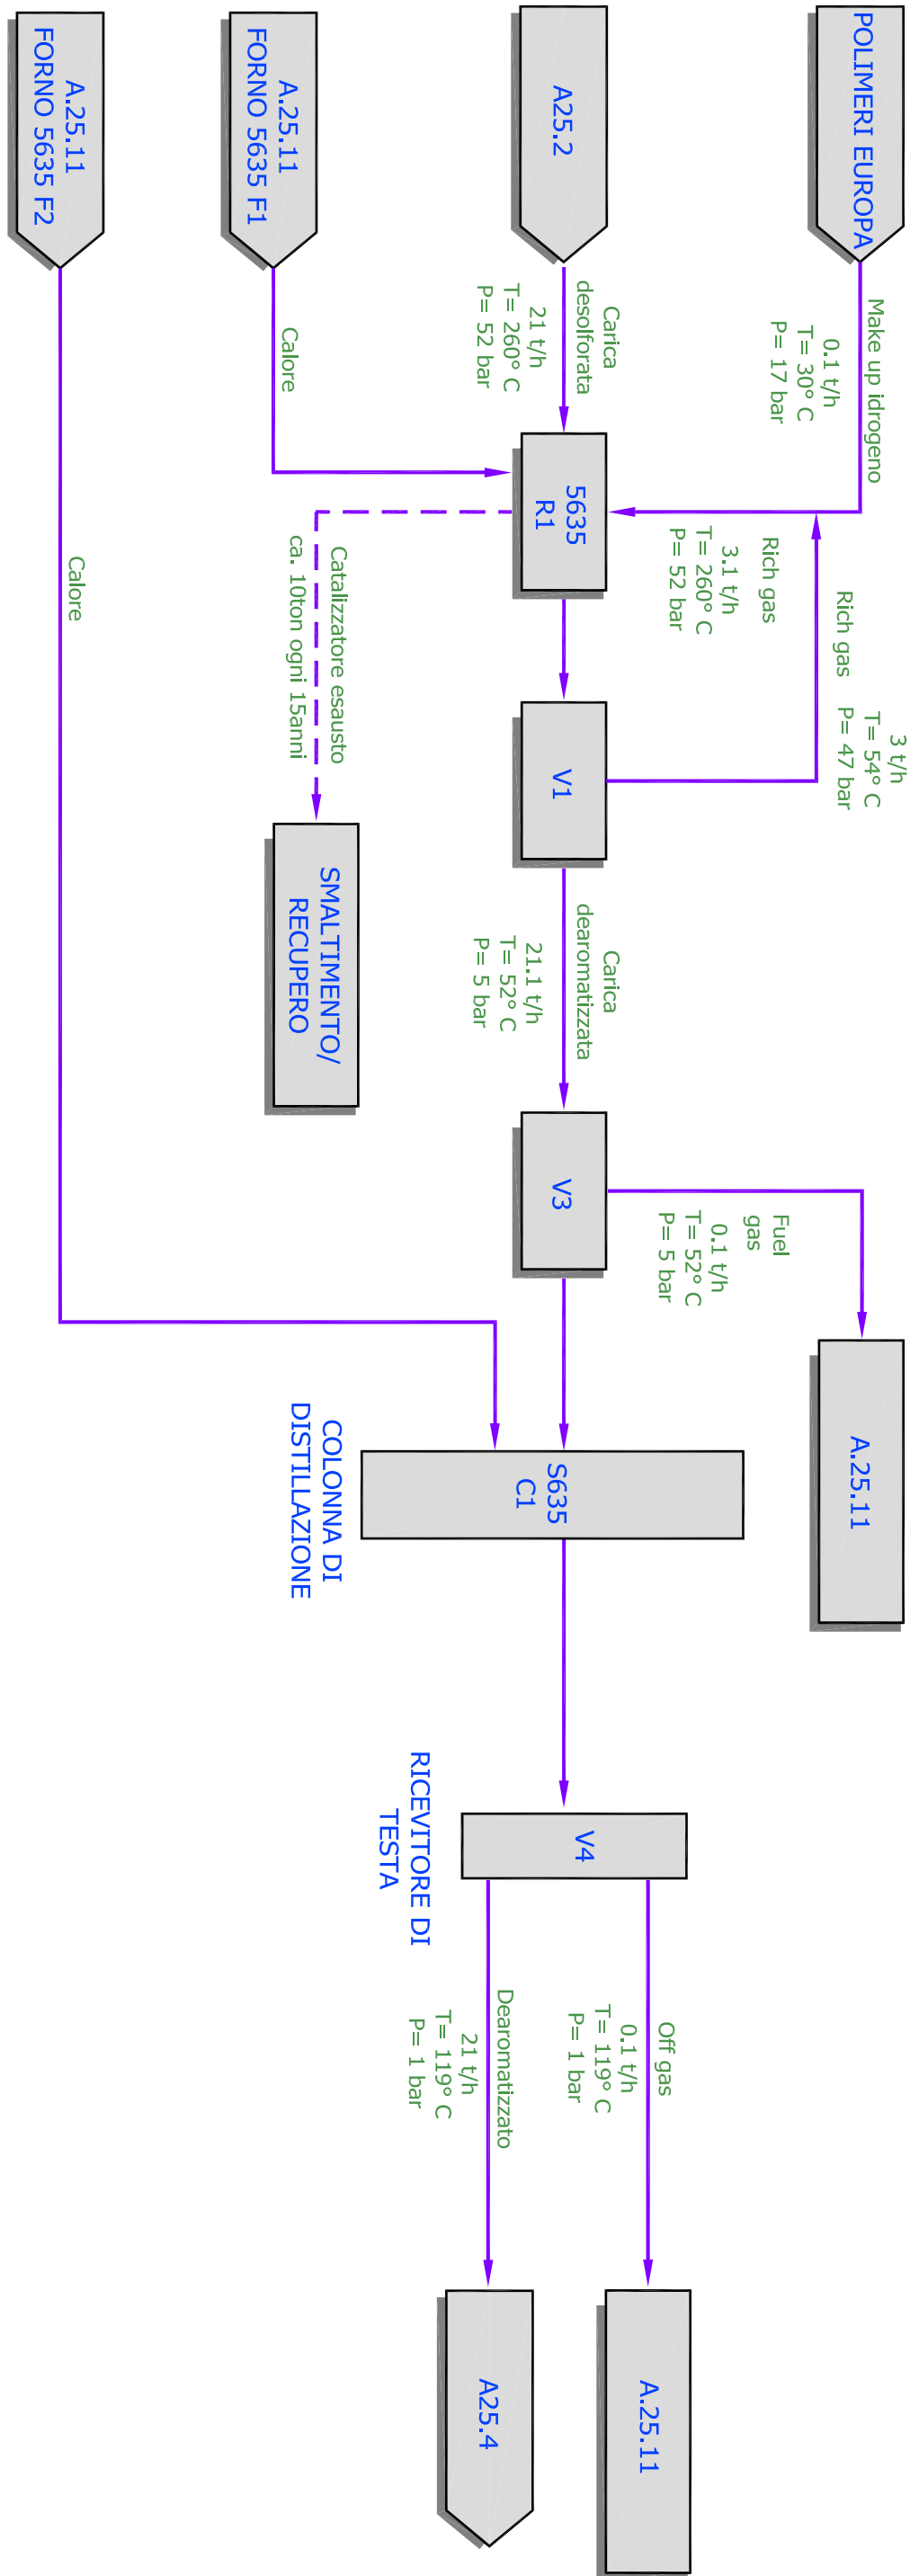 POLIMERI EUROPA
Make up idrogeno
0.1 t/h
T= 30° C
P= 17 bar
Rich gas
3 t/h
T= 54° C
P= 47 bar
Rich gas
3.1 t/h
T= 260° C
P= 52 bar
Fuel
gas
0.1 t/h
T= 52° C
P= 5 bar
A.25.11
A25.2
Carica
desolforata
21 t/h
T= 260° C
P= 52 bar
5635
R1
V1
Carica
dearomatizzata
21.1 t/h
T= 52° C
P= 5 bar
V3
S635
C1
COLONNA DI
DISTILLAZIONE
V4
RICEVITORE DI
TESTA
Off gas
0.1 t/h
T= 119° C
P= 1 bar
A.25.11
Dearomatizzato
21 t/h
T= 119° C
P= 1 bar
A25.4
A.25.11
FORNO 5635 F1
Calore
Catalizzatore esausto
ca. 10ton ogni 15anni
SMALTIMENTO/
RECUPERO
A.25.11
FORNO 5635 F2
Calore